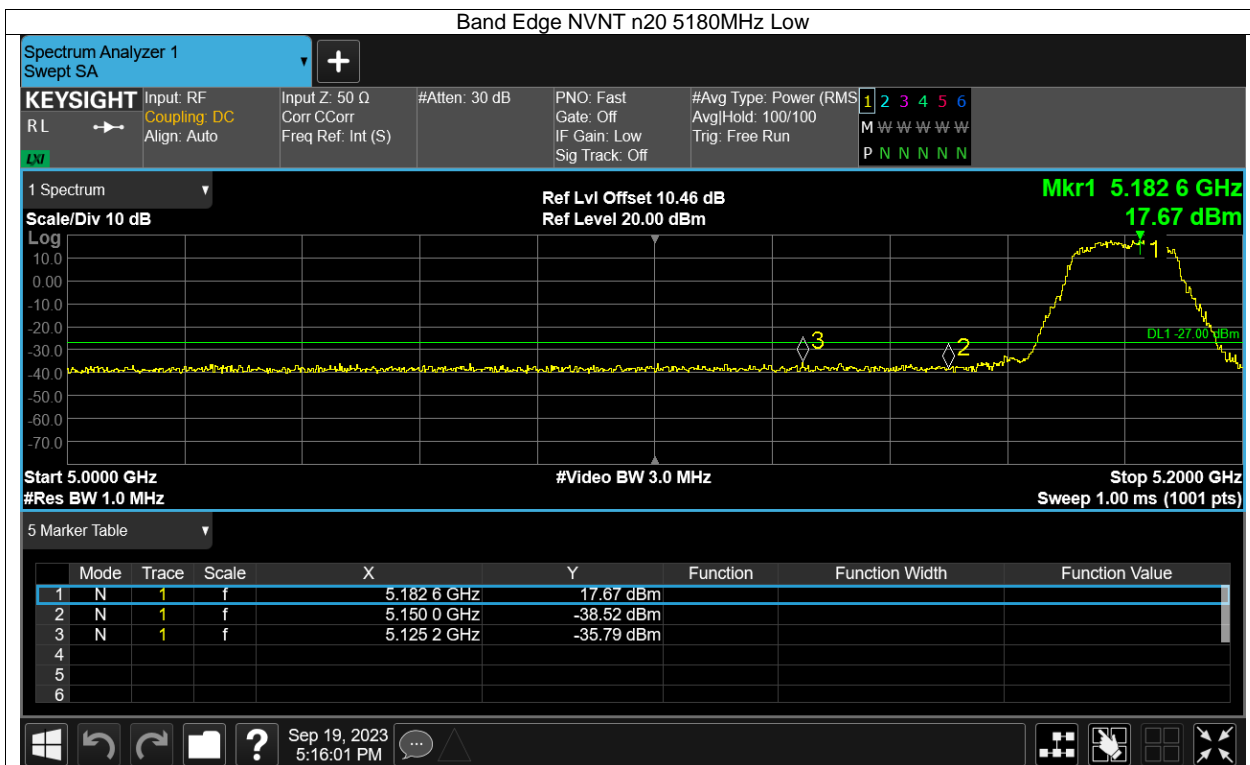 Band Edge NVNT n20 5180MHz Low
Spectrum Analyzer 1
Swept SA
KEYSIGHT
RL
LXI
Input: RF
Coupling: DC
Align: Auto
Input Z: 50 Ω
Corr CCorr
Freq Ref: Int (S)
#Atten: 30 dB
PNO: Fast
Gate: Off
IF Gain: Low
Sig Track: Off
#Avg Type: Power (RMS
Avg|Hold: 100/100
Trig: Free Run
1 2 3 4 5 6
M W W W W W
P N N N N N
1 Spectrum
Scale/Div 10 dB
Ref Lvl Offset 10.46 dB
Ref Level 20.00 dBm
Mkr1 5.182 6 GHz
17.67 dBm
Log
10.0
0.00
-10.0
-20.0
-30.0
-40.0
-50.0
-60.0
-70.0
1
3
2
DL1 -27.00 dBm
Start 5.0000 GHz
#Video BW 3.0 MHz
Stop 5.2000 GHz
#Res BW 1.0 MHz
Sweep 1.00 ms (1001 pts)
5 Marker Table
Mode Trace Scale X Y Function Function Width Function Value
1 N 1 f 5.182 6 GHz 17.67 dBm
2 N 1 f 5.150 0 GHz -38.52 dBm
3 N 1 f 5.125 2 GHz -35.79 dBm
4
5
6
?
Sep 19, 2023
5:16:01 PM